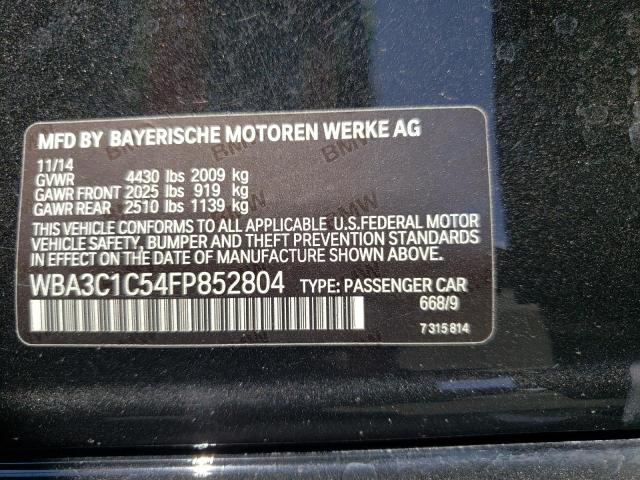 MFD BY BAYERISCHE MOTOREN WERKE AG
11/14
GVWR 4430 lbs 2009 kg
GAWR FRONT 2025 lbs 919 kg
GAWR REAR 2510 lbs 1139 kg
THIS VEHICLE CONFORMS TO ALL APPLICABLE U.S.FEDERAL MOTOR
VEHICLE SAFETY, BUMPER AND THEFT PREVENTION STANDARDS
IN EFFECT ON THE DATE OF MANUFACTURE SHOWN ABOVE.
WBA3C1C54FP852804 TYPE: PASSENGER CAR
668/9
7 315 814